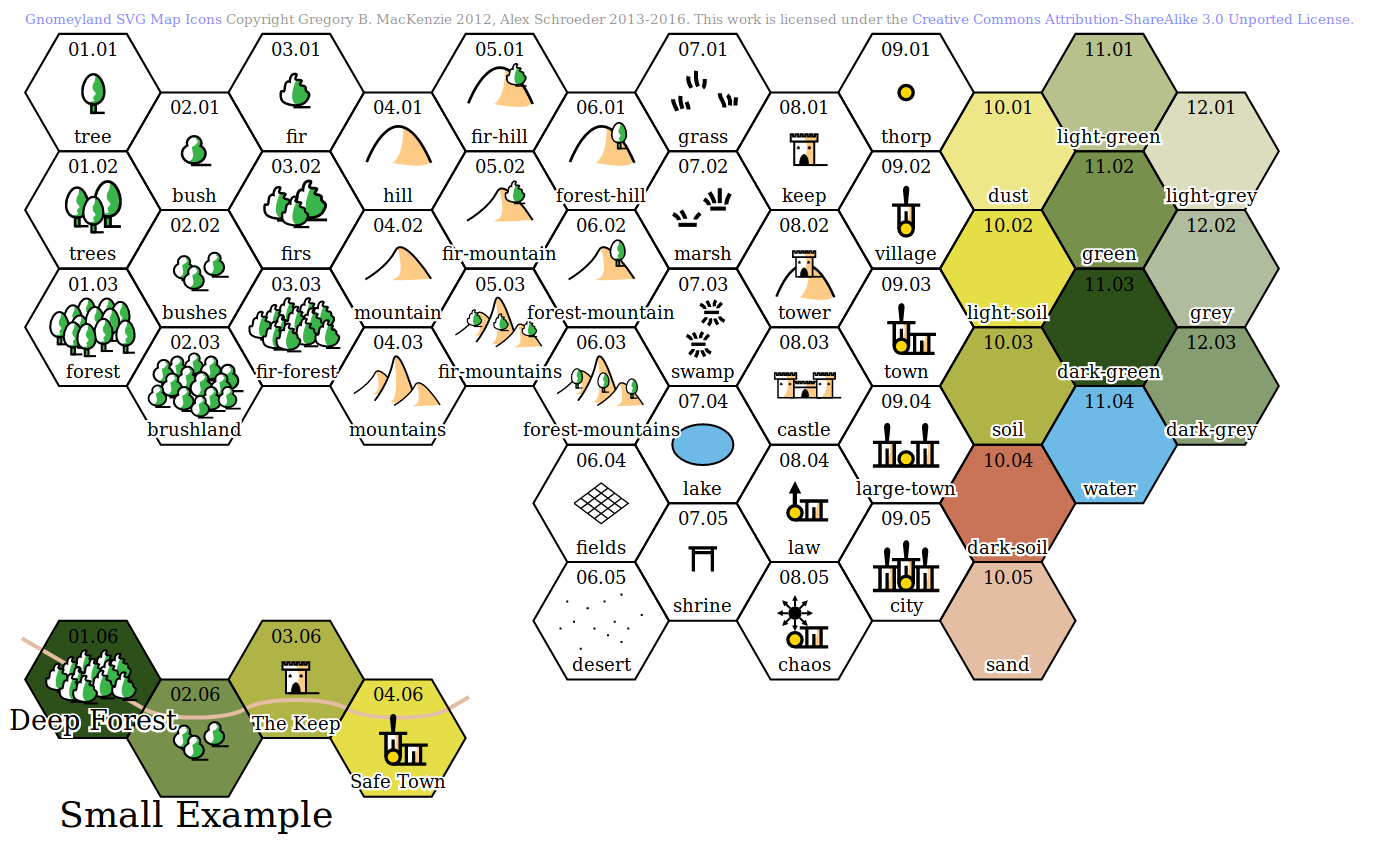 Gnomeyland SVG Map Icons Copyright Gregory B. MacKenzie 2012, Alex Schroeder 2013-2016. This work is licensed under the Creative Commons Attribution-ShareAlike 3.0 Unported License.
01.01
tree
01.02
trees
01.03
forest
02.01
bush
02.02
bushes
02.03
brushland
03.01
fir
03.02
firs
03.03
fir-forest
04.01
hill
04.02
mountain
04.03
mountains
05.01
fir-hill
05.02
fir-mountain
05.03
fir-mountains
06.01
forest-hill
06.02
forest-mountain
06.03
forest-mountains
06.04
fields
06.05
desert
07.01
grass
07.02
marsh
07.03
swamp
07.04
lake
07.05
shrine
08.01
keep
08.02
tower
08.03
castle
08.04
law
08.05
chaos
09.01
thorp
09.02
village
09.03
town
09.04
large-town
09.05
city
10.01
dust
10.02
light-soil
10.03
soil
10.04
dark-soil
10.05
sand
11.01
light-green
11.02
green
11.03
dark-green
11.04
water
12.01
light-grey
12.02
grey
12.03
dark-grey
01.06
Deep Forest
02.06
03.06
The Keep
04.06
Safe Town
Small Example